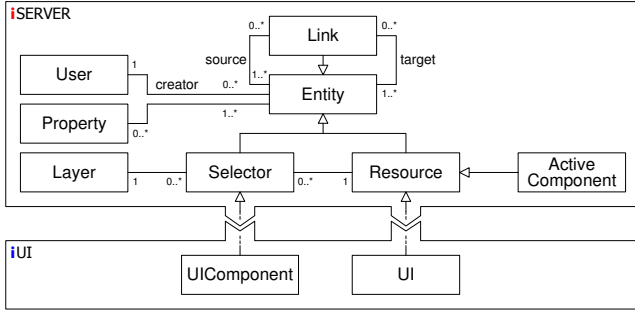 iSERVER
0..*
Link
0..*
source
target
User
1
creator
0..*
1..*
Entity
1..*
Property
0..*
1..*
Layer
1
0..*
Selector
0..*
1
Resource
Active
Component
iUI
UIComponent
UI